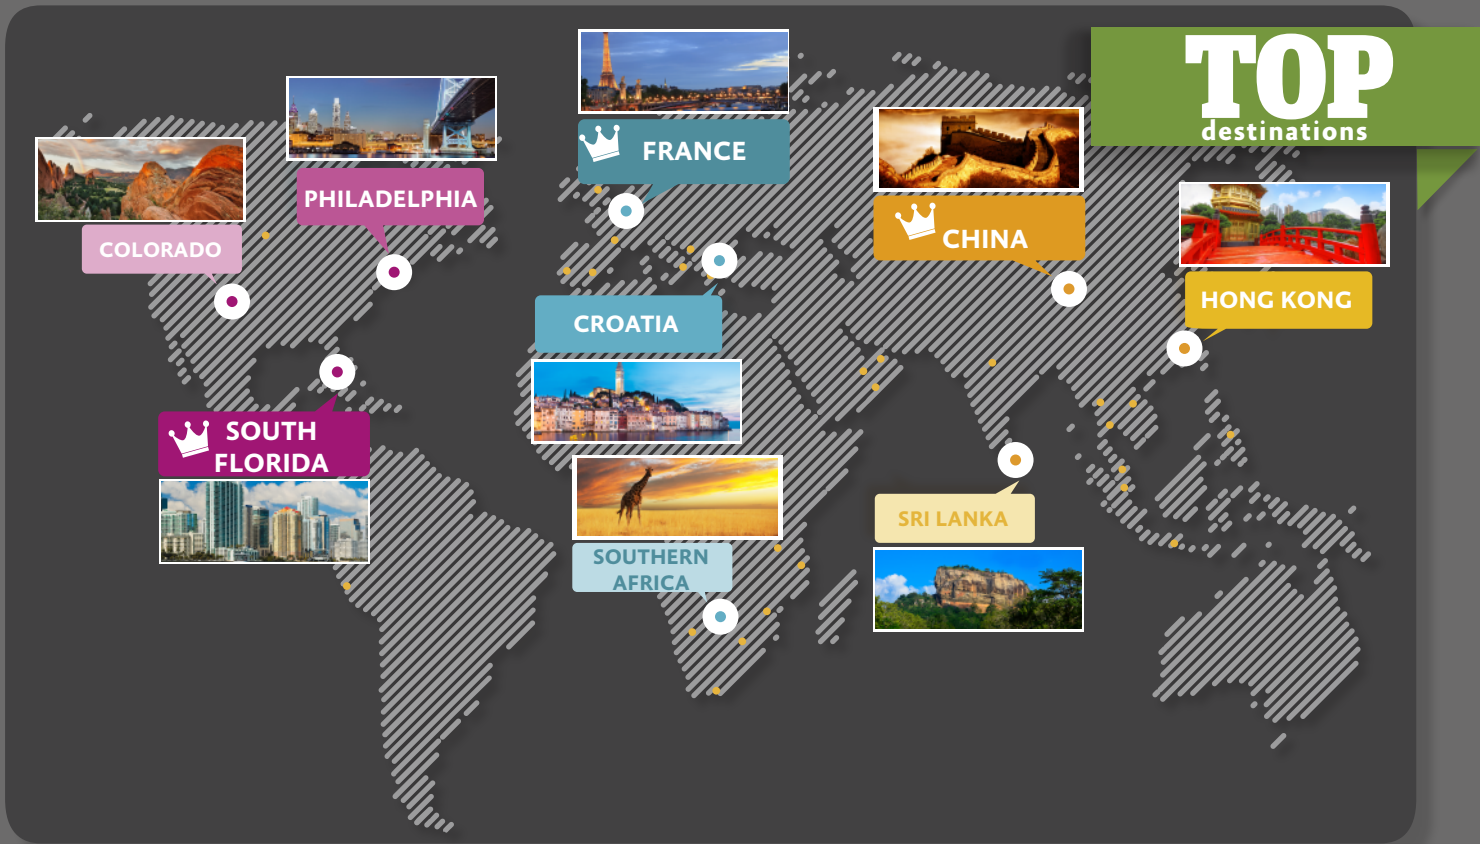 TOP
destinations
FRANCE
PHILADELPHIA
COLORADO
CHINA
HONG KONG
CROATIA
SOUTH
FLORIDA
SRI LANKA
SOUTHERN
AFRICA